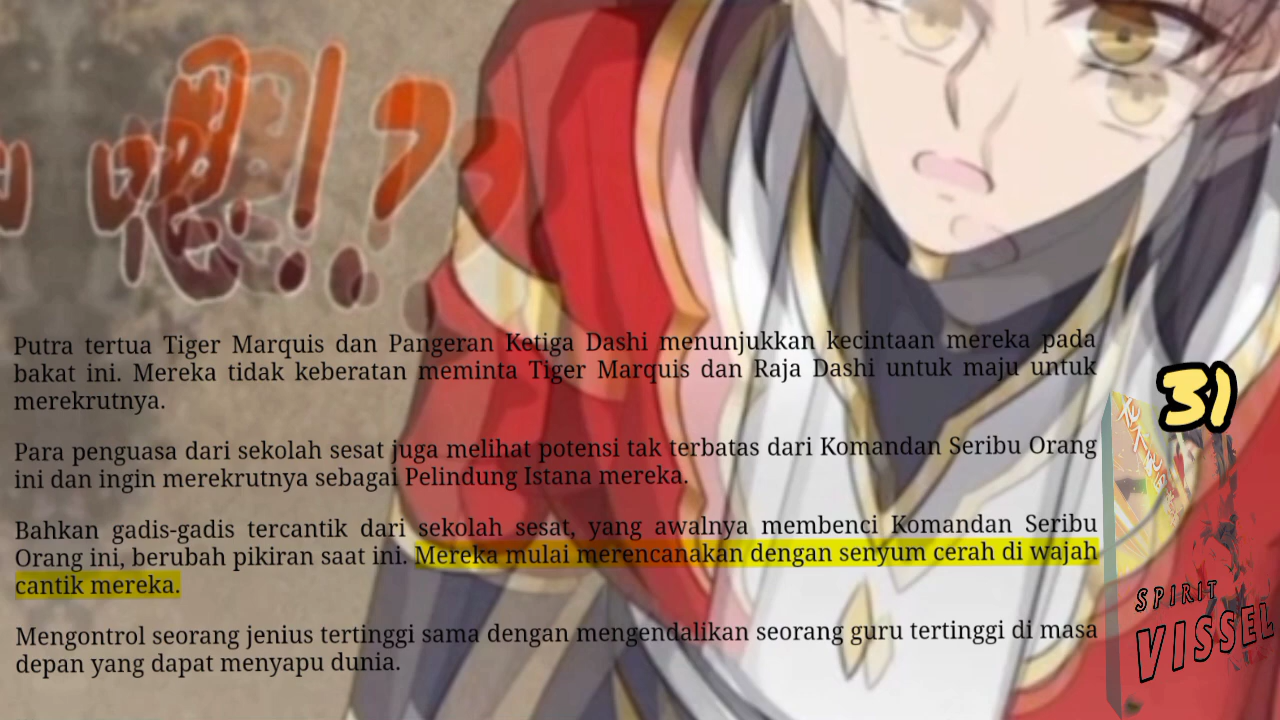 嗯!!?
Putra tertua Tiger Marquis dan Pangeran Ketiga Dashi menunjukkan kecintaan mereka pada
bakat ini. Mereka tidak keberatan meminta Tiger Marquis dan Raja Dashi untuk maju untuk
merekrutnya.
Para penguasa dari sekolah sesat juga melihat potensi tak terbatas dari Komandan Seribu Orang
ini dan ingin merekrutnya sebagai Pelindung Istana mereka.
Bahkan gadis-gadis tercantik dari sekolah sesat, yang awalnya membenci Komandan Seribu
Orang ini, berubah pikiran saat ini. Mereka mulai merencanakan dengan senyum cerah di wajah
cantik mereka.
Mengontrol seorang jenius tertinggi sama dengan mengendalikan seorang guru tertinggi di masa
depan yang dapat menyapu dunia.
31
SPIRIT
VISSEL